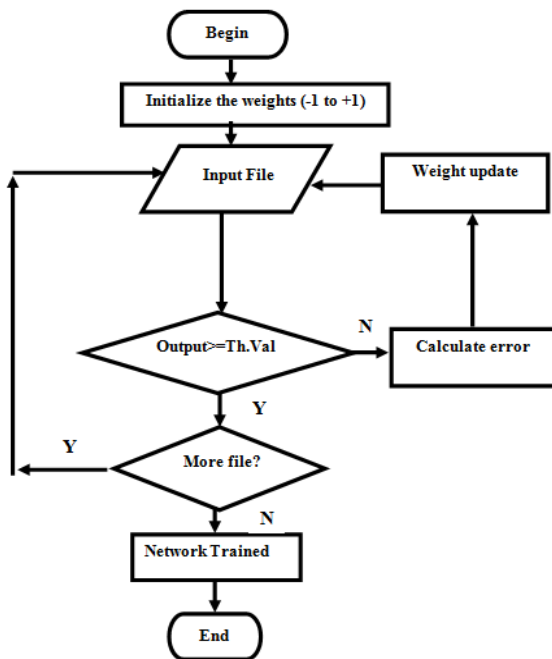 Begin
Initialize the weights (-1 to +1)
Input File
Weight update
Output>=Th.Val
N
Calculate error
Y
Y
More file?
N
Network Trained
End